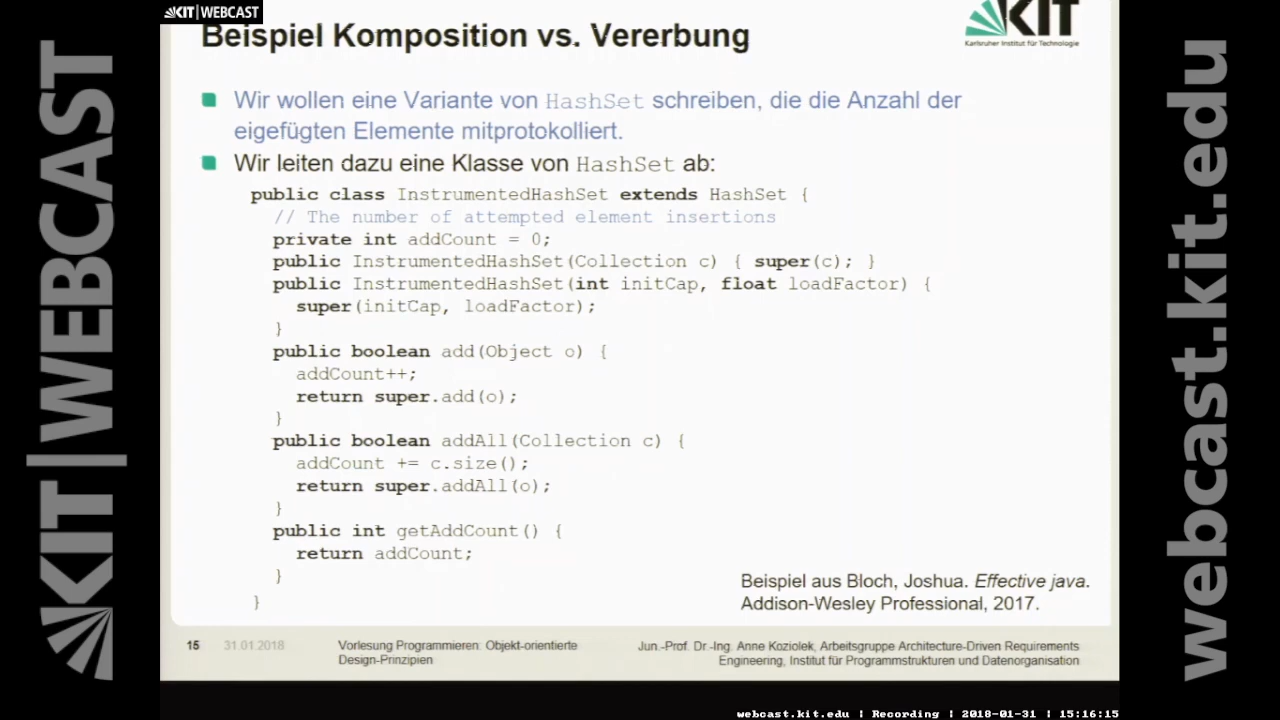 KIT|WEBCAST
Beispiel Komposition vs. Vererbung
KIT
Karlsruher Institut für Technologie
Wir wollen eine Variante von HashSet schreiben, die die Anzahl der
eigefügten Elemente mitprotokolliert.
Wir leiten dazu eine Klasse von HashSet ab:
public class InstrumentedHashSet extends HashSet {
// The number of attempted element insertions
private int addCount = 0;
public InstrumentedHashSet(Collection c) { super(c); }
public InstrumentedHashSet(int initCap, float loadFactor) {
super(initCap, loadFactor);
}
public boolean add(Object o) {
addCount++;
return super.add(o);
}
public boolean addAll(Collection c) {
addCount += c.size();
return super.addAll(o);
}
public int getAddCount() {
return addCount;
}
}
Beispiel aus Bloch, Joshua. Effective java.
Addison-Wesley Professional, 2017.
15 31.01.2018 Vorlesung Programmieren: Objekt-orientierte
Design-Prinzipien
Jun.-Prof. Dr.-Ing. Anne Koziolek, Arbeitsgruppe Architecture-Driven Requirements
Engineering, Institut für Programmstrukturen und Datenorganisation
KIT|WEBCAST
webcast.kit.edu
webcast.kit.edu | Recording | 2018-01-31 | 15:16:15